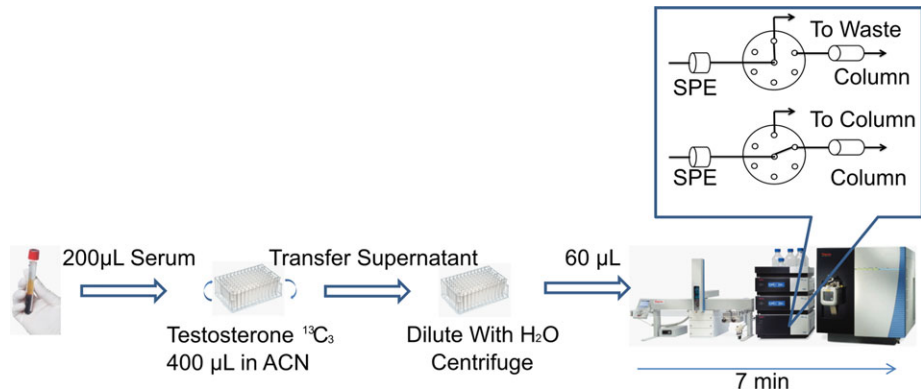 To Waste
SPE
Column
To Column
SPE
Column
200µL Serum
Transfer Supernatant
60 µL
Testosterone ¹³C₃
400 µL in ACN
Dilute With H₂O
Centrifuge
7 min